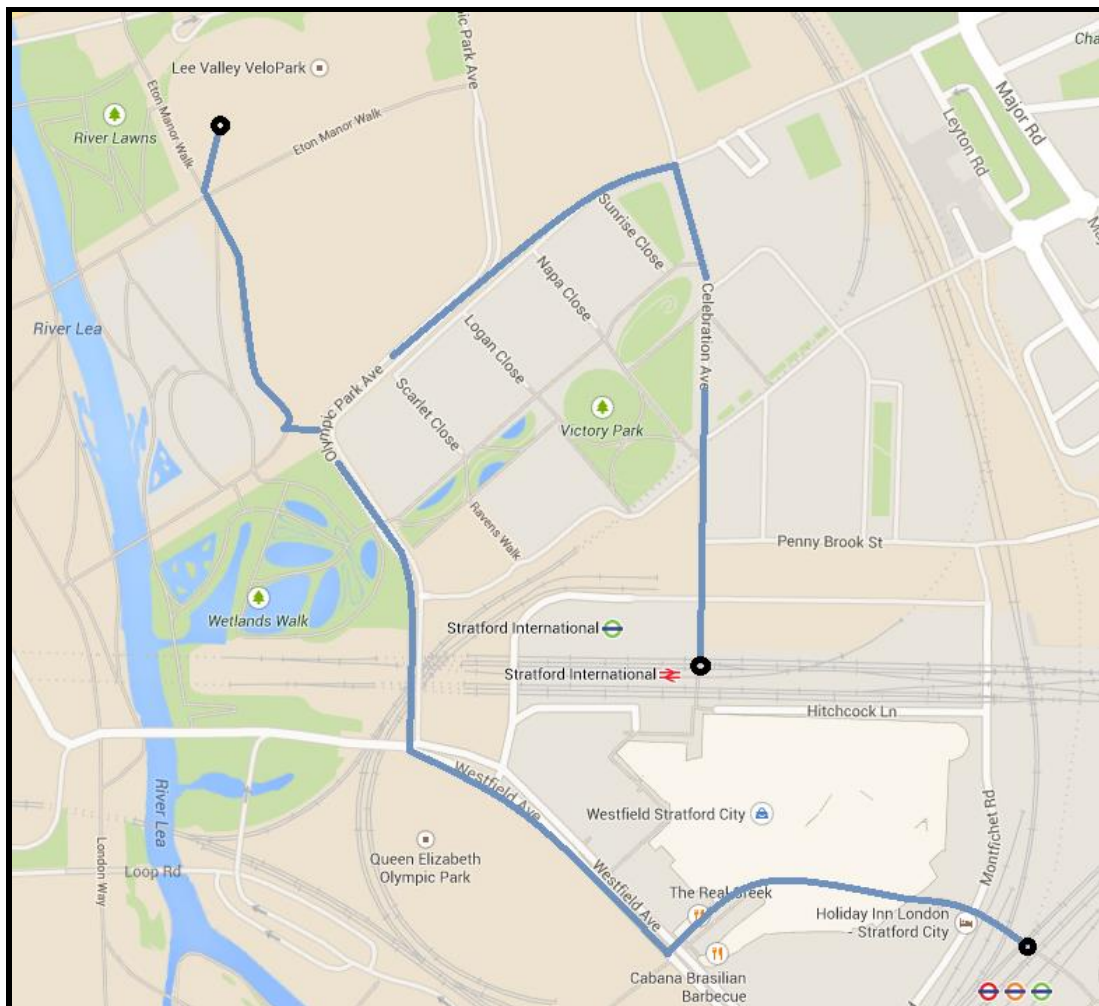 Lee Valley VeloPark
Eton Manor Walk
River Lawns
Eton Manor Walk
Park Ave
Major Rd
Leyton Rd
Sunrise Close
Napa Close
Logan Close
Scarlet Close
Celebration Ave
River Lea
Olympic Park Ave
Victory Park
Ravens Walk
Penny Brook St
Wetlands Walk
Stratford International
Stratford International
Hitchcock Ln
Westfield Ave
River Lea
Westfield Stratford City
Montfichet Rd
London Way
Queen Elizabeth
Olympic Park
Loop Rd
Westfield Ave
The Real Greek
Holiday Inn London
- Stratford City
Cabana Brasilian
Barbecue